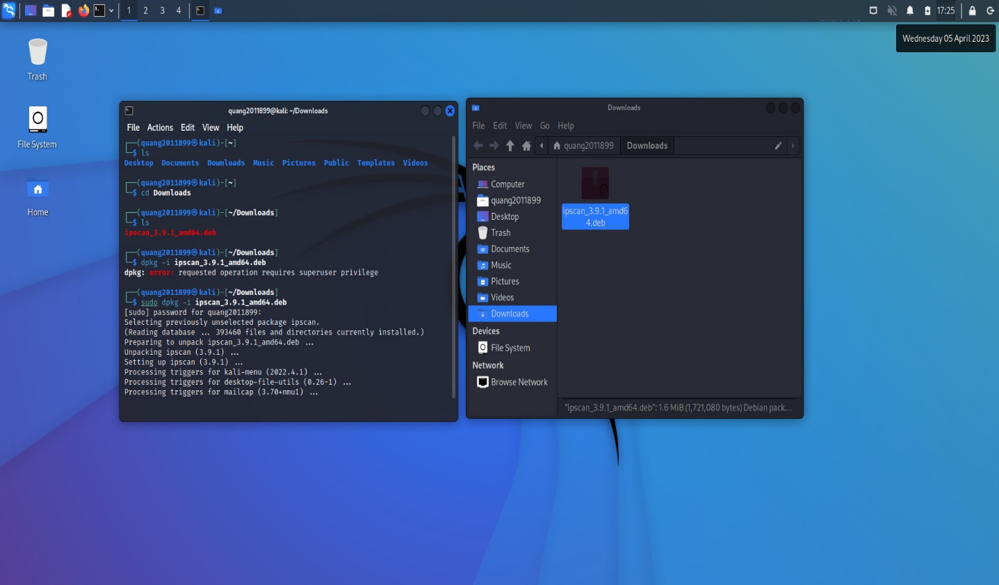 1 2 3 4
17:25
Wednesday 05 April 2023
Trash
File System
Home
quang2011899@kali: ~/Downloads
File Actions Edit View Help
┌──(quang2011899㉿kali)-[~]
└─$ ls
Desktop Documents Downloads Music Pictures Public Templates Videos
┌──(quang2011899㉿kali)-[~]
└─$ cd Downloads
┌──(quang2011899㉿kali)-[~/Downloads]
└─$ ls
ipscan_3.9.1_amd64.deb
┌──(quang2011899㉿kali)-[~/Downloads]
└─$ dpkg -i ipscan_3.9.1_amd64.deb
dpkg: error: requested operation requires superuser privilege
┌──(quang2011899㉿kali)-[~/Downloads]
└─$ sudo dpkg -i ipscan_3.9.1_amd64.deb
[sudo] password for quang2011899:
Selecting previously unselected package ipscan.
(Reading database ... 393460 files and directories currently installed.)
Preparing to unpack ipscan_3.9.1_amd64.deb ...
Unpacking ipscan (3.9.1) ...
Setting up ipscan (3.9.1) ...
Processing triggers for kali-menu (2022.4.1) ...
Processing triggers for desktop-file-utils (0.26-1) ...
Processing triggers for mailcap (3.70+nmu1) ...
Downloads
File Edit View Go Help
quang2011899 Downloads
Places
Computer
quang2011899
Desktop
Trash
Documents
Music
Pictures
Videos
Downloads
Devices
File System
Network
Browse Network
ipscan_3.9.1_amd6
4.deb
"ipscan_3.9.1_amd64.deb": 1.6 MiB (1,721,080 bytes) Debian pack...